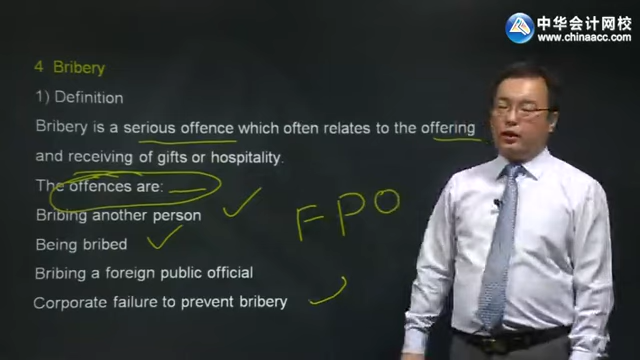 中华会计网校
www.chinaacc.com
4 Bribery
1) Definition
Bribery is a serious offence which often relates to the offering
and receiving of gifts or hospitality.
The offences are:
Bribing another person
Being bribed
Bribing a foreign public official
Corporate failure to prevent bribery
FPO